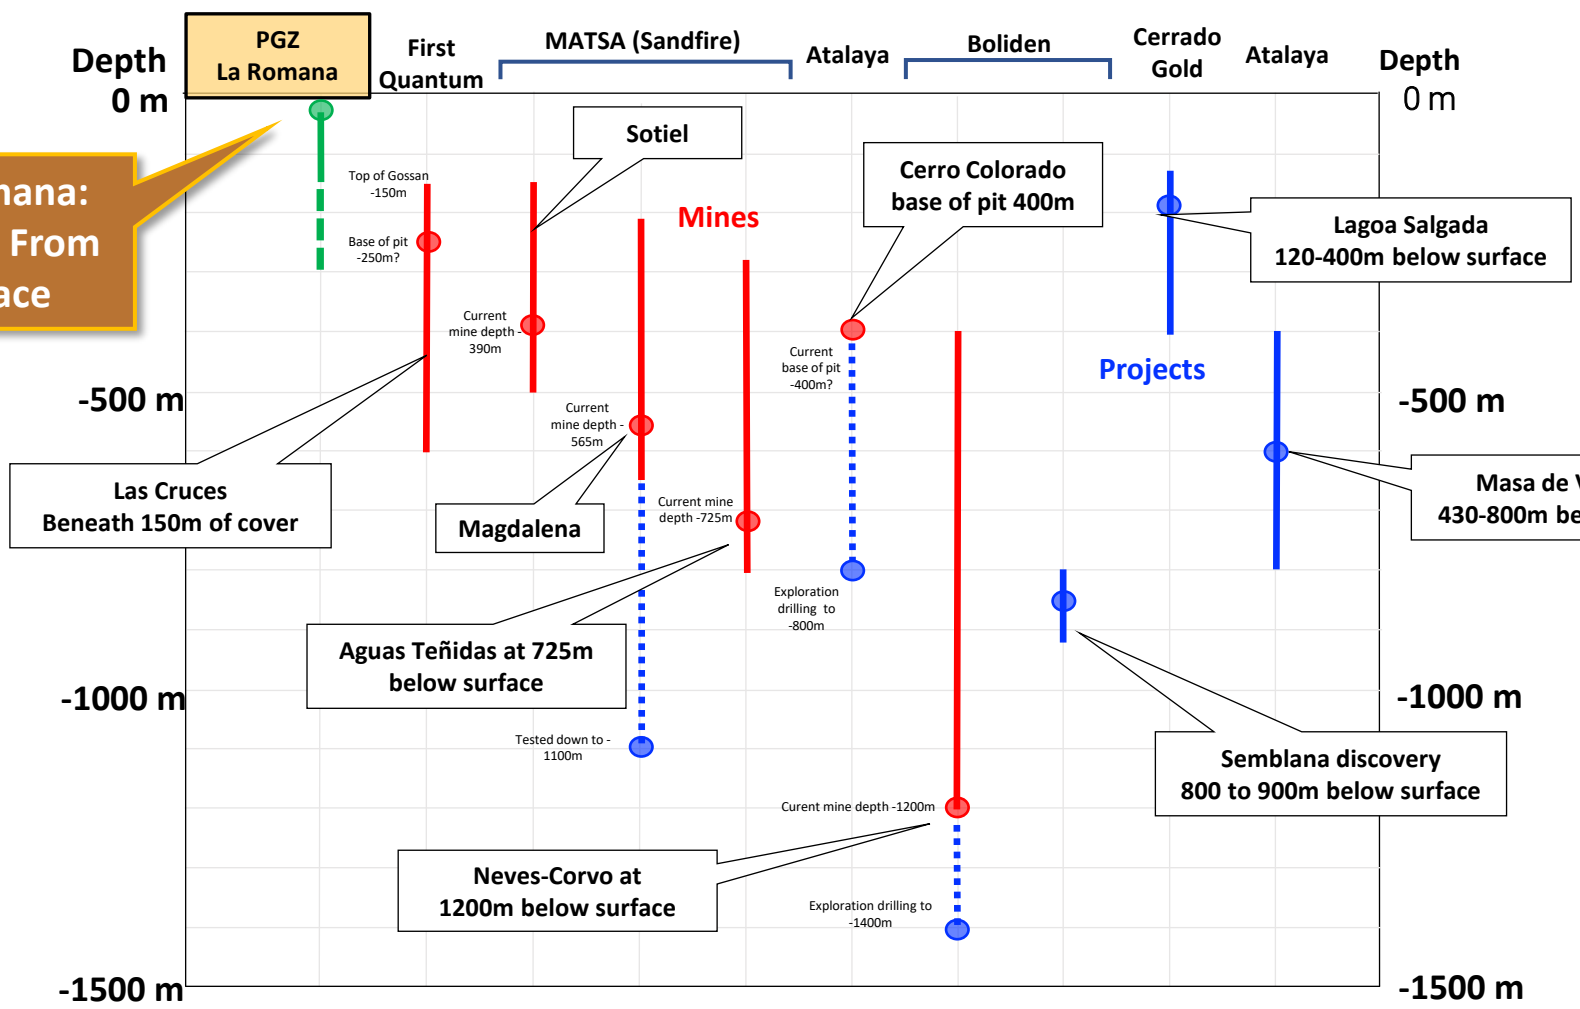 PGZ
La Romana
First
Quantum
MATSA (Sandfire)
Atalaya
Boliden
Cerrado
Gold
Atalaya
Depth
0 m
Depth
0 m
From
Sotiel
Top of Gossan
-150m
Mines
Cerro Colorado
base of pit 400m
Lagoa Salgada
120-400m below surface
Base of pit
-250m?
Current
mine depth -
390m
Current
base of pit
-400m?
Projects
-500 m
-500 m
Current
mine depth -
565m
Las Cruces
Beneath 150m of cover
Magdalena
Current mine
depth -725m
Masa de
430-800m
Exploration
drilling to
-800m
Aguas Teñidas at 725m
below surface
-1000 m
-1000 m
Tested down to -
1100m
Semblana discovery
800 to 900m below surface
Curent mine depth -1200m
Neves-Corvo at
1200m below surface
Exploration drilling to
-1400m
-1500 m
-1500 m